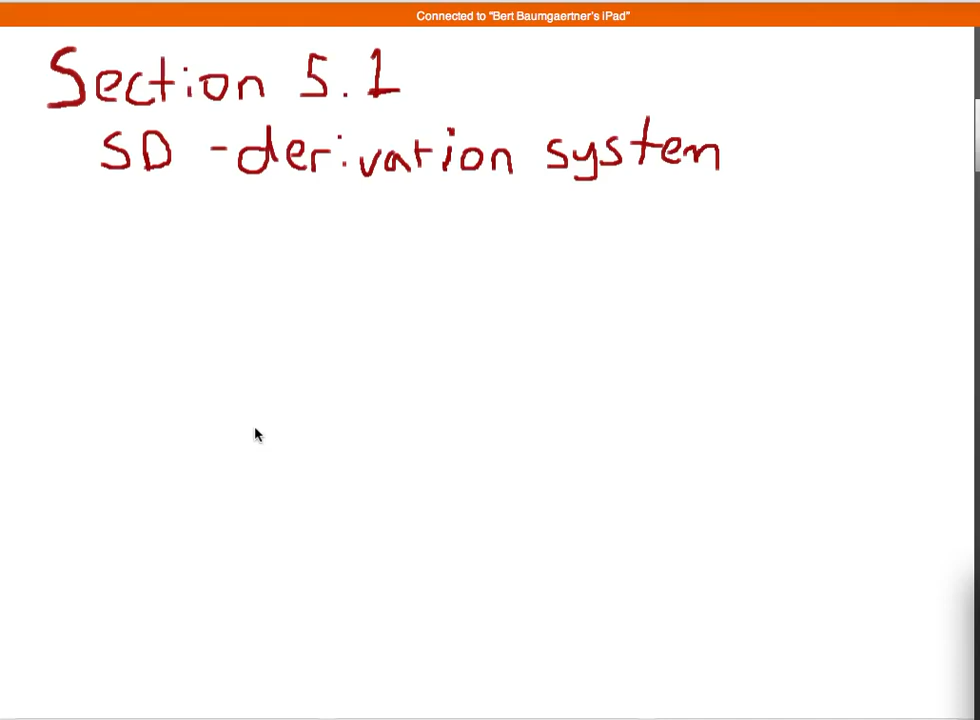 Connected to "Bert Baumgaertner's iPad"
Section 5.1
SD -derivation system